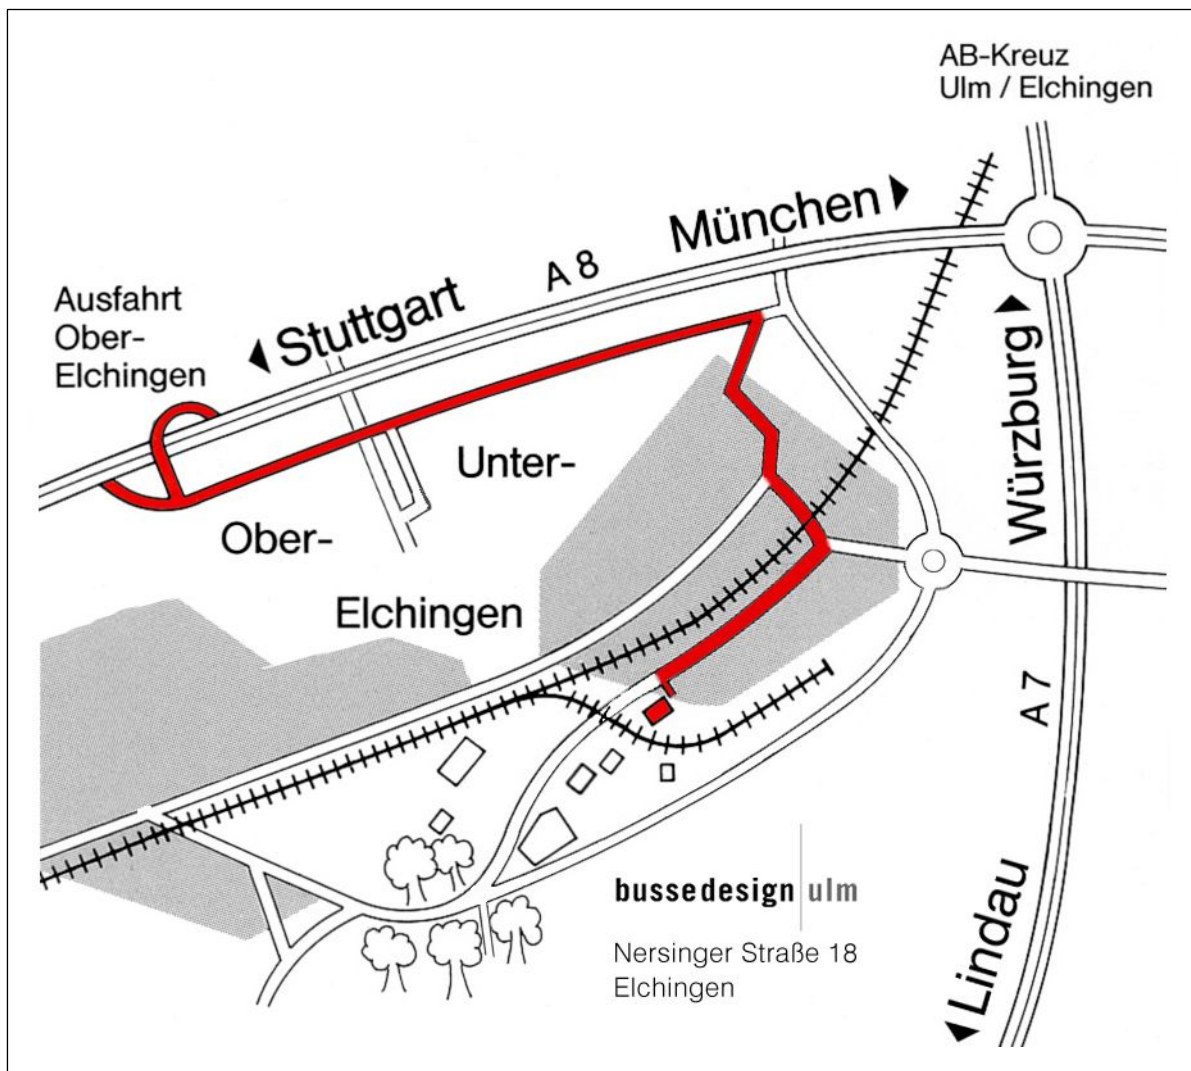 AB-Kreuz
Ulm / Elchingen
München
A 8
Stuttgart
Ausfahrt
Ober-
Elchingen
Würzburg
Unter-
Ober-
Elchingen
A 7
Lindau
bussedesign ulm
Nersinger Straße 18
Elchingen